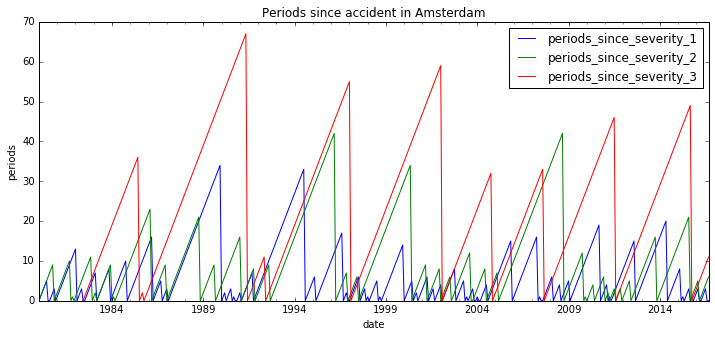 Periods since accident in Amsterdam
periods_since_severity_1
periods_since_severity_2
periods_since_severity_3
periods
70
60
50
40
30
20
10
0
1984
1989
1994
1999
2004
2009
2014
date